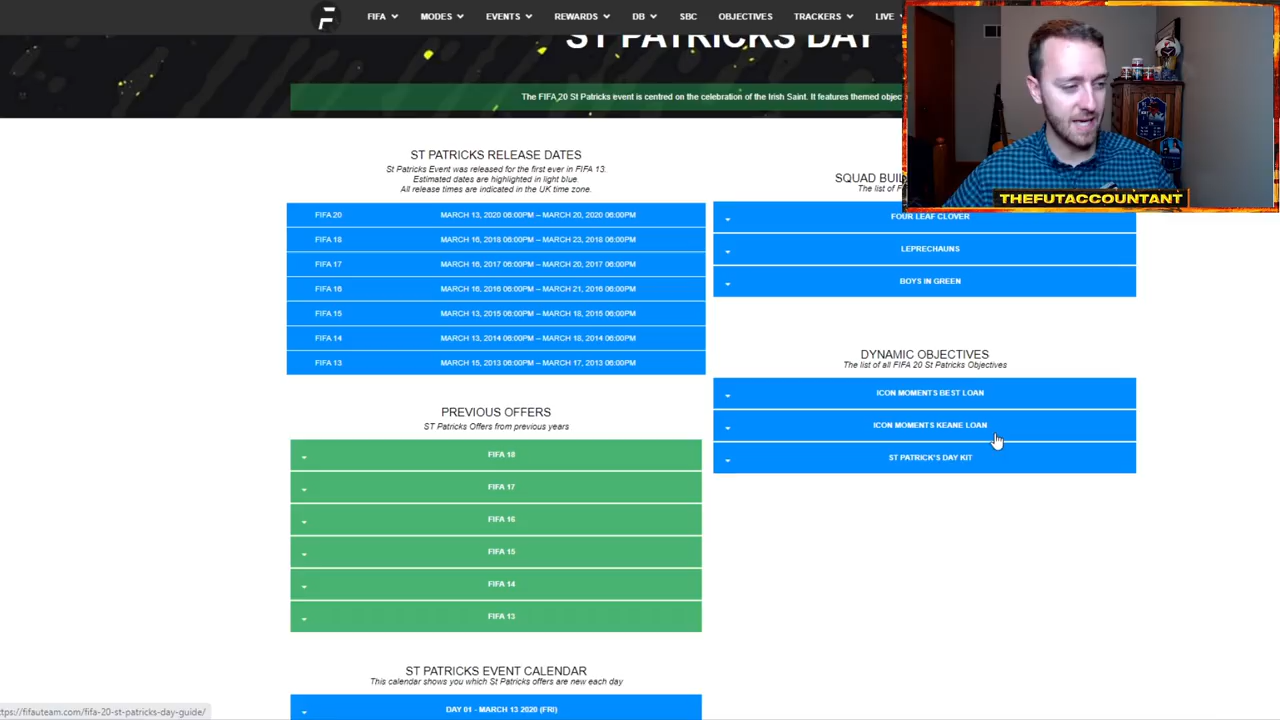 FIFA
MODES
EVENTS
REWARDS
DB
SBC
OBJECTIVES
TRACKERS
LIVE
ST PATRICKS DAY
The FIFA 20 St Patricks event is centred on the celebration of the Irish Saint. It features themed objec
ST PATRICKS RELEASE DATES
St Patricks Event was released for the first ever in FIFA 13.
Estimated dates are highlighted in light blue.
All release times are indicated in the UK time zone.
FIFA 20 MARCH 13, 2020 06:00PM – MARCH 20, 2020 06:00PM
FIFA 18 MARCH 16, 2018 06:00PM – MARCH 23, 2018 06:00PM
FIFA 17 MARCH 16, 2017 06:00PM – MARCH 20, 2017 06:00PM
FIFA 16 MARCH 16, 2016 06:00PM – MARCH 21, 2016 06:00PM
FIFA 15 MARCH 13, 2015 06:00PM – MARCH 18, 2015 06:00PM
FIFA 14 MARCH 13, 2014 06:00PM – MARCH 18, 2014 06:00PM
FIFA 13 MARCH 15, 2013 06:00PM – MARCH 17, 2013 06:00PM
PREVIOUS OFFERS
ST Patricks Offers from previous years
FIFA 18
FIFA 17
FIFA 16
FIFA 15
FIFA 14
FIFA 13
ST PATRICKS EVENT CALENDAR
This calendar shows you which St Patricks offers are new each day
DAY 01 - MARCH 13 2020 (FRI)
SQUAD BUIL
The list of F
FOUR LEAF CLOVER
LEPRECHAUNS
BOYS IN GREEN
DYNAMIC OBJECTIVES
The list of all FIFA 20 St Patricks Objectives
ICON MOMENTS BEST LOAN
ICON MOMENTS KEANE LOAN
ST PATRICK'S DAY KIT
THEFUTACCOUNTANT
ttps://fifauteam.com/fifa-20-st-patricks-day-guide/